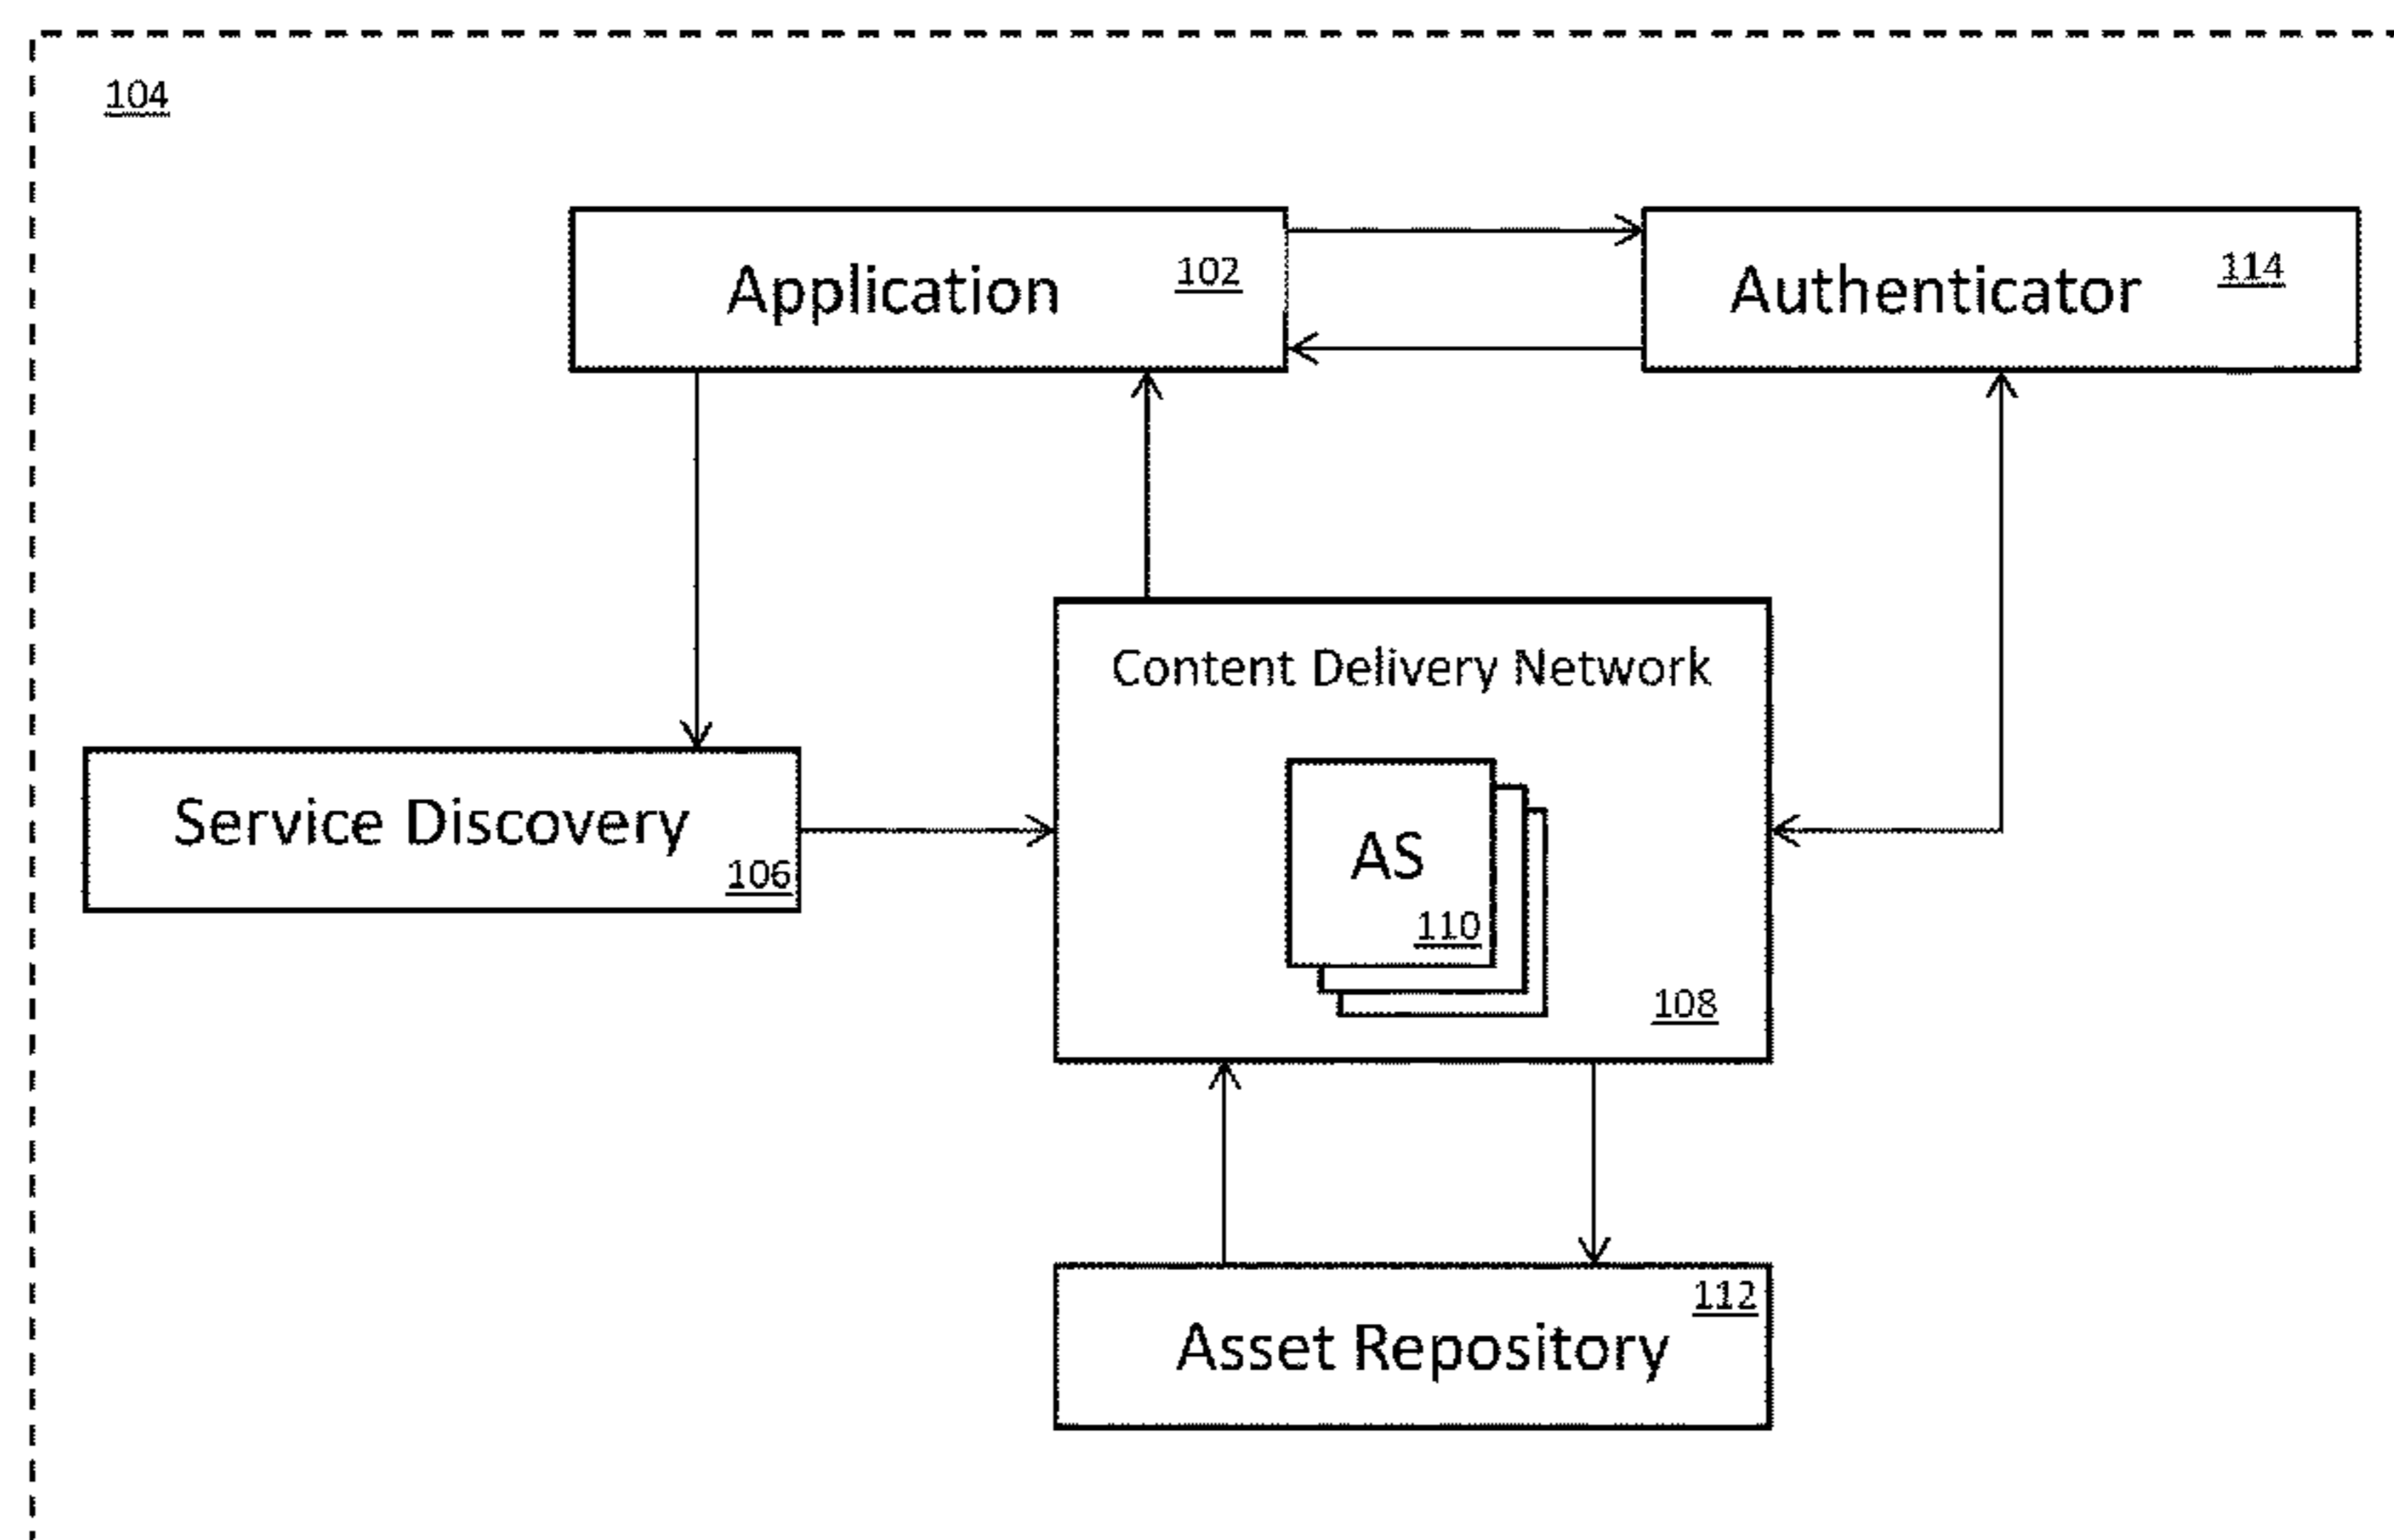 104
Application 102
Authenticator 114
Content Delivery Network
Service Discovery
106
AS
110
108
112
Asset Repository